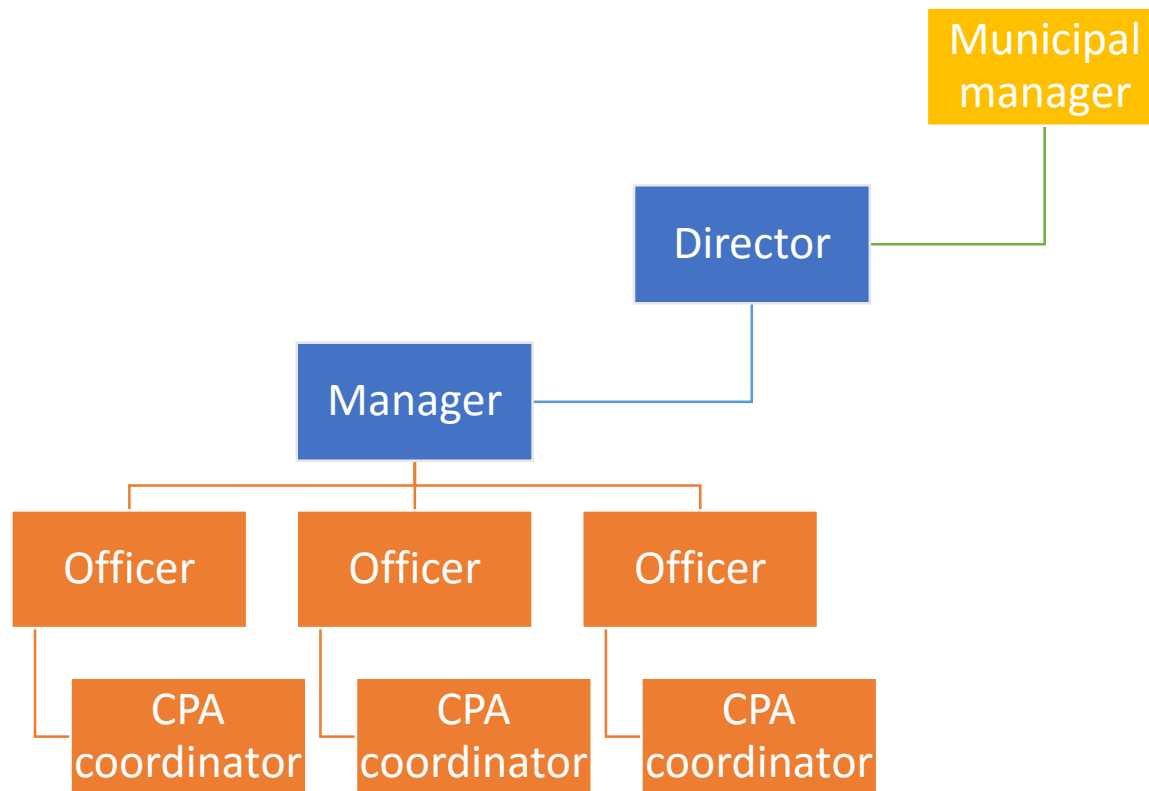 Municipal
manager
Director
Manager
Officer
Officer
Officer
CPA
coordinator
CPA
coordinator
CPA
coordinator